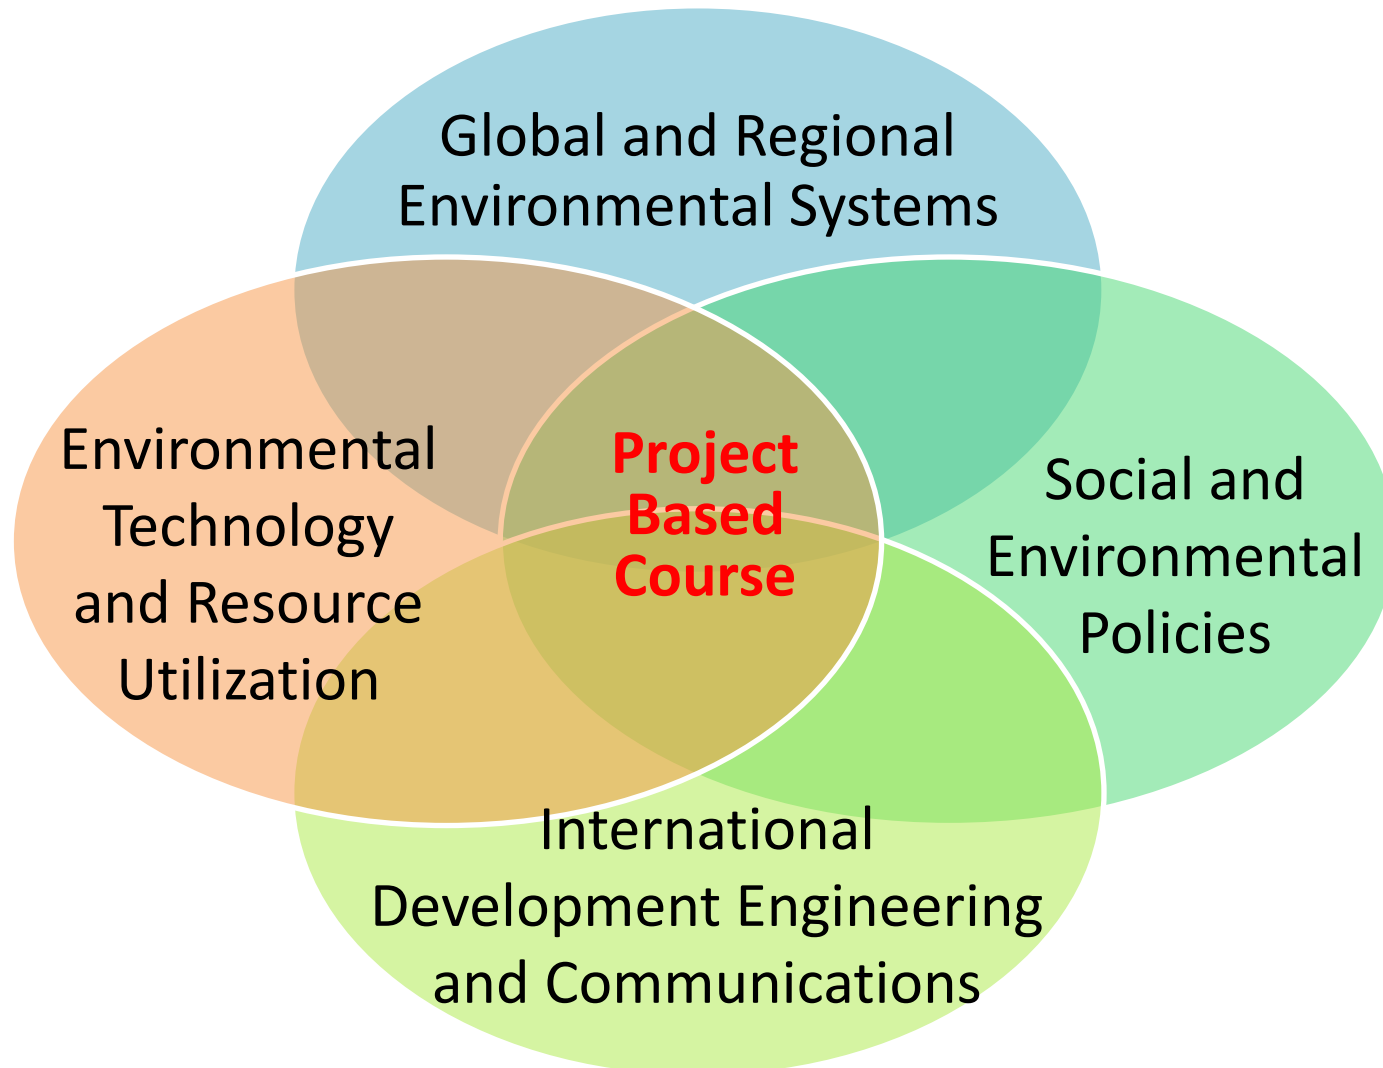 Global and Regional
Environmental Systems
Environmental
Technology
and Resource
Utilization
Project
Based
Course
Social and
Environmental
Policies
International
Development Engineering
and Communications